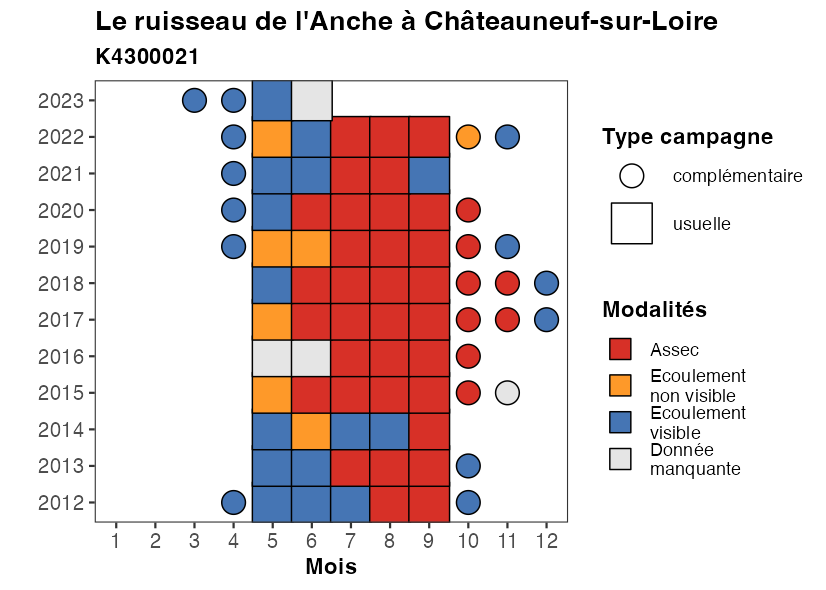 Le ruisseau de l'Anche à Châteauneuf-sur-Loire
K4300021
2023
2022
2021
2020
2019
2018
2017
2016
2015
2014
2013
2012
1 2 3 4 5 6 7 8 9 10 11 12
Mois
Type campagne
complémentaire
usuelle
Modalités
Assec
Ecoulement
non visible
Ecoulement
visible
Donnée
manquante